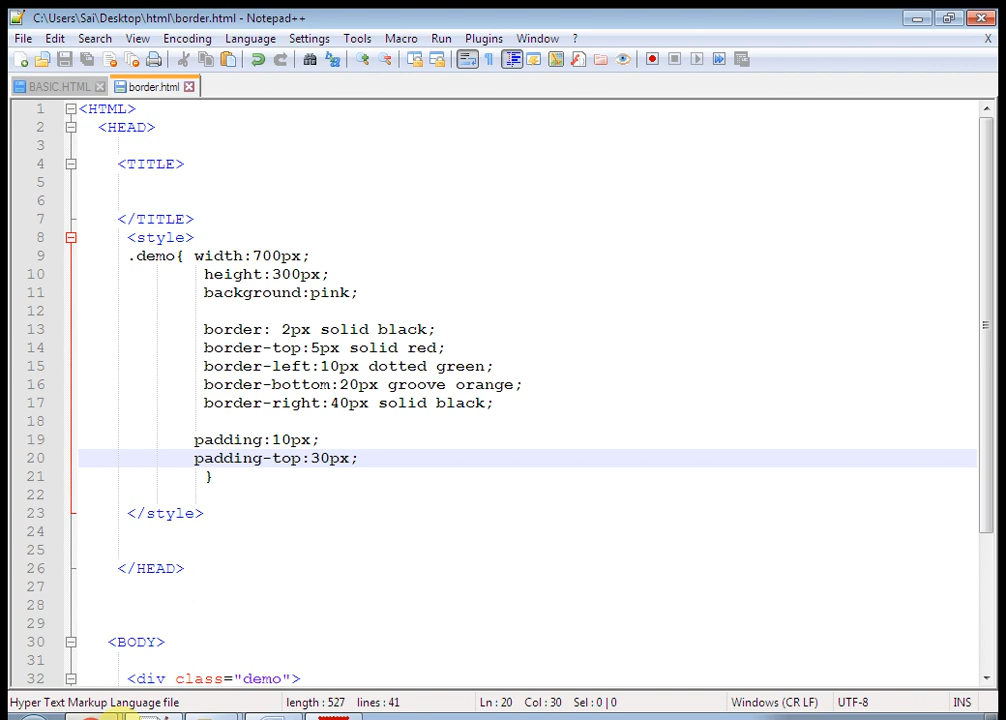 C:\Users\Sai\Desktop\html\border.html - Notepad++
File Edit Search View Encoding Language Settings Tools Macro Run Plugins Window ? X
BASIC.HTML border.html
1 <HTML>
2 <HEAD>
3
4 <TITLE>
5
6
7 </TITLE>
8 <style>
9 .demo{ width:700px;
10 height:300px;
11 background:pink;
12
13 border: 2px solid black;
14 border-top:5px solid red;
15 border-left:10px dotted green;
16 border-bottom:20px groove orange;
17 border-right:40px solid black;
18
19 padding:10px;
20 padding-top:30px;
21 }
22
23 </style>
24
25
26 </HEAD>
27
28
29
30 <BODY>
31
32 <div class="demo">
Hyper Text Markup Language file length : 527 lines : 41 Ln : 20 Col : 30 Sel : 0 | 0 Windows (CR LF) UTF-8 INS